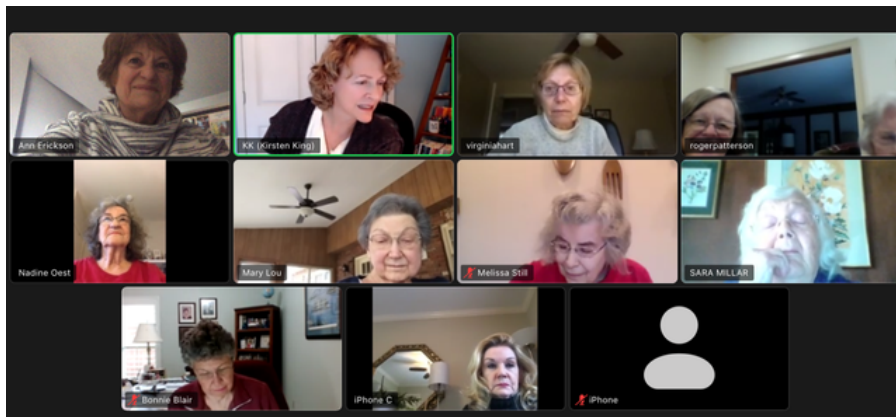 Ann Erickson
KK (Kirsten King)
virginiahart
rogerpatterson
Nadine Oest
Mary Lou
Melissa Still
SARA MILLAR
Bonnie Blair
iPhone C
iPhone